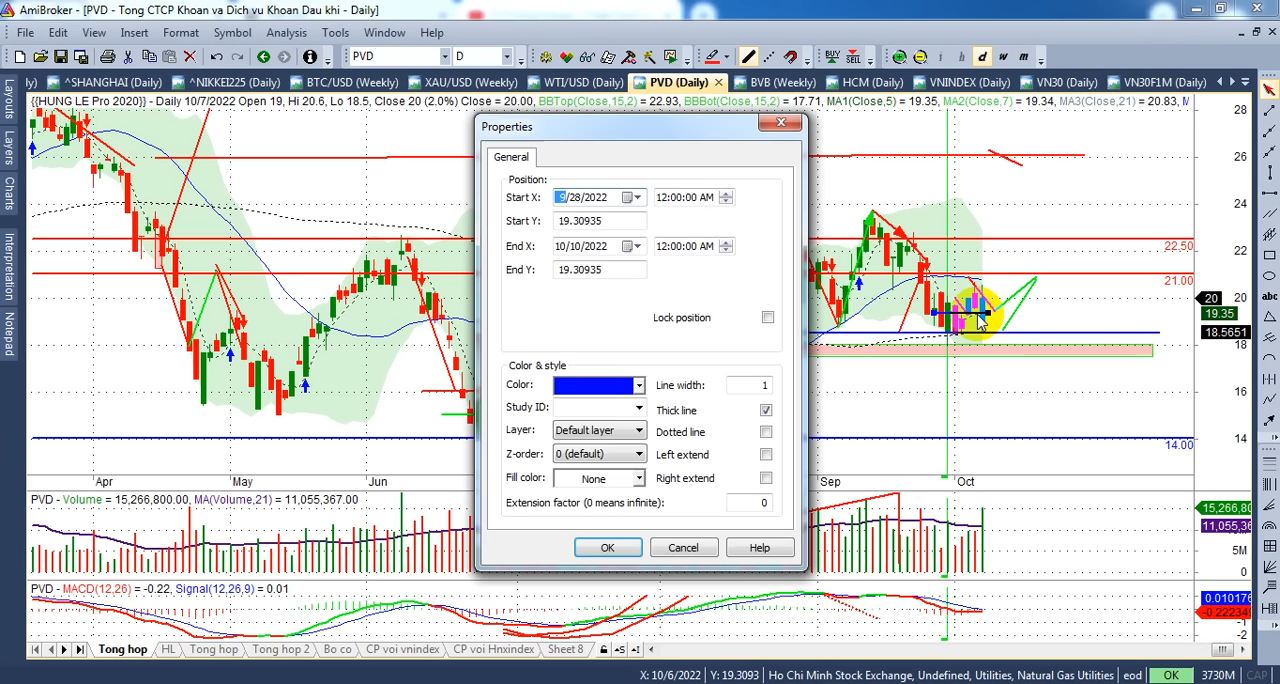 AmiBroker - [PVD - Tong CTCP Khoan va Dich vu Khoan Dau khi - Daily]
File Edit View Insert Format Symbol Analysis Tools Window Help
PVD D BUY SELL i h d w m
ly) ^SHANGHAI (Daily) ^NIKKEI225 (Daily) BTC/USD (Weekly) XAU/USD (Weekly) WTI/USD (Daily) PVD (Daily) BVB (Weekly) HCM (Daily) VNINDEX (Daily) VN30 (Daily) VN30F1M (Daily)
{{HUNG LE Pro 2020}} - Daily 10/7/2022 Open 19, Hi 20.6, Lo 18.5, Close 20 (2.0%) Close = 20.00, BBTop(Close,15,2) = 22.93, BBBot(Close,15,2) = 17.71, MA1(Close,5) = 19.35, MA2(Close,7) = 19.34, MA3(Close,21) = 20.83, M
Layouts
Layers
Charts
Interpretation
Notepad
Properties
General
Position:
Start X: 9/28/2022 12:00:00 AM
Start Y: 19.30935
End X: 10/10/2022 12:00:00 AM
End Y: 19.30935
Lock position
Color & style
Color: Line width: 1
Study ID: Thick line
Layer: Default layer Dotted line
Z-order: 0 (default) Left extend
Fill color: None Right extend
Extension factor (0 means infinite): 0
OK Cancel Help
abc
28
26
24
22.50
22
21.00
20
20
19.35
18.5651
18
16
14.00
14
Apr May Jun Sep Oct
PVD - Volume = 15,266,800.00, MA(Volume,21) = 11,055,367.00
15,266,80
11,055,36
5M
0
PVD - MACD(12,26) = -0.22, Signal(12,26,9) = 0.01
0.010176
-0.222349
-1
-2
Tong hop HL Tong hop Tong hop 2 Bo co CP voi vnindex CP voi Hnxindex Sheet 8
X: 10/6/2022 Y: 19.3093 Ho Chi Minh Stock Exchange, Undefined, Utilities, Natural Gas Utilities eod OK 3730M CAP